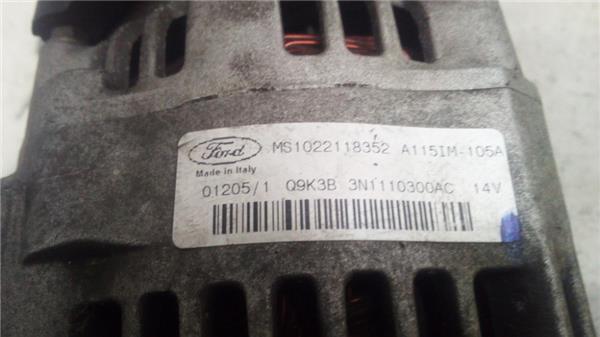 Ford MS1022118352 A115IM-105A
Made in Italy
01205/1 Q9K3B 3N1110300AC 14V